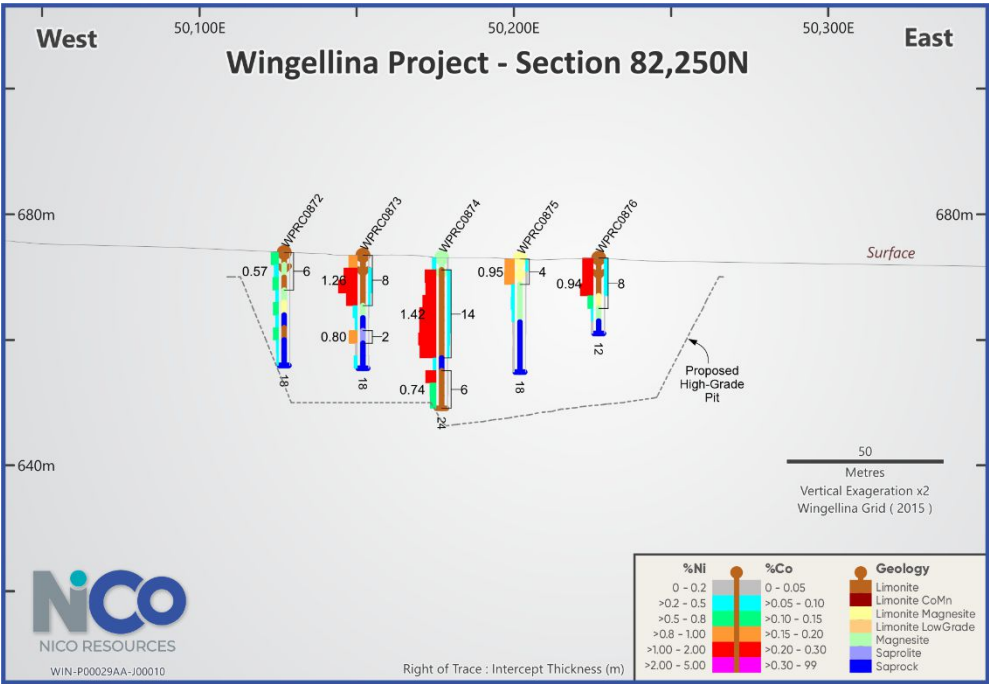 50,100E
50,200E
50,300E
West
East
Wingellina Project - Section 82,250N
680m
680m
WPRC0872
WPRC0873
WPRC0874
WPRC0875
WPRC0876
Surface
0.57
6
1.26
8
0.80
2
1.42
14
0.74
6
0.95
4
0.94
8
18
18
24
18
12
Proposed
High-Grade
Pit
640m
50
Metres
Vertical Exageration x2
Wingellina Grid ( 2015 )
%Ni %Co Geology
0 - 0.2 0 - 0.05 Limonite
>0.2 - 0.5 >0.05 - 0.10 Limonite CoMn
>0.5 - 0.8 >0.10 - 0.15 Limonite Magnesite
>0.8 - 1.00 >0.15 - 0.20 Limonite LowGrade
>1.00 - 2.00 >0.20 - 0.30 Magnesite
>2.00 - 5.00 >0.30 - 99 Saprolite
Saprock
NiCo
NICO RESOURCES
WIN-P00029AA-J00010
Right of Trace : Intercept Thickness (m)